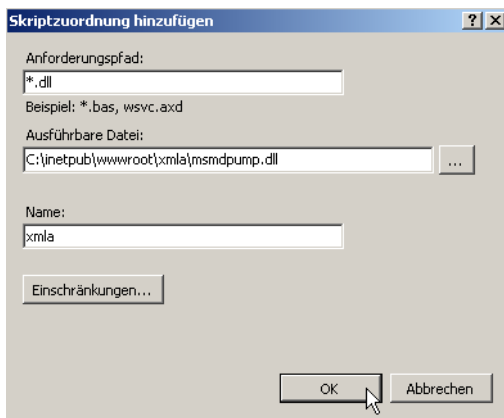 Skriptzuordnung hinzufügen
Anforderungspfad:
*.dll
Beispiel: *.bas, wsvc.axd
Ausführbare Datei:
C:\inetpub\wwwroot\xmla\msmdpump.dll
...
Name:
xmla
Einschränkungen...
OK
Abbrechen